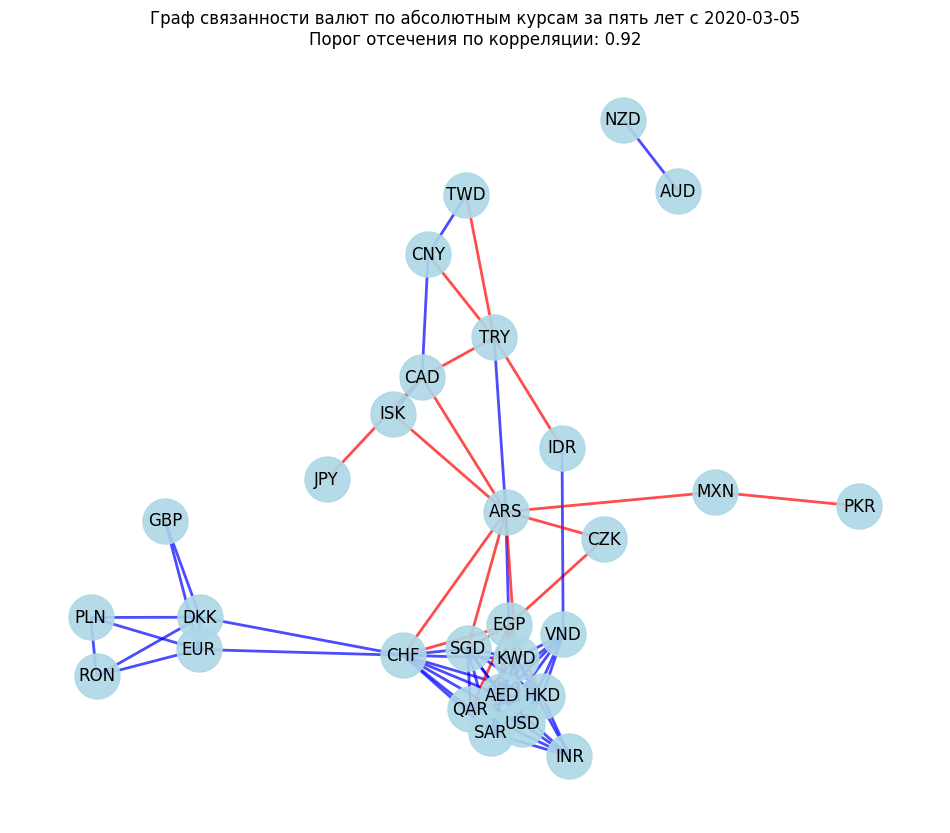 Граф связанности валют по абсолютным курсам за пять лет с 2020-03-05
Порог отсечения по корреляции: 0.92
NZD
AUD
TWD
CNY
TRY
CAD
ISK
IDR
JPY
MXN
PKR
ARS
GBP
CZK
PLN
DKK
EGP
VND
EUR
SGD
CHF
KWD
RON
AED
HKD
QAR
USD
SAR
INR